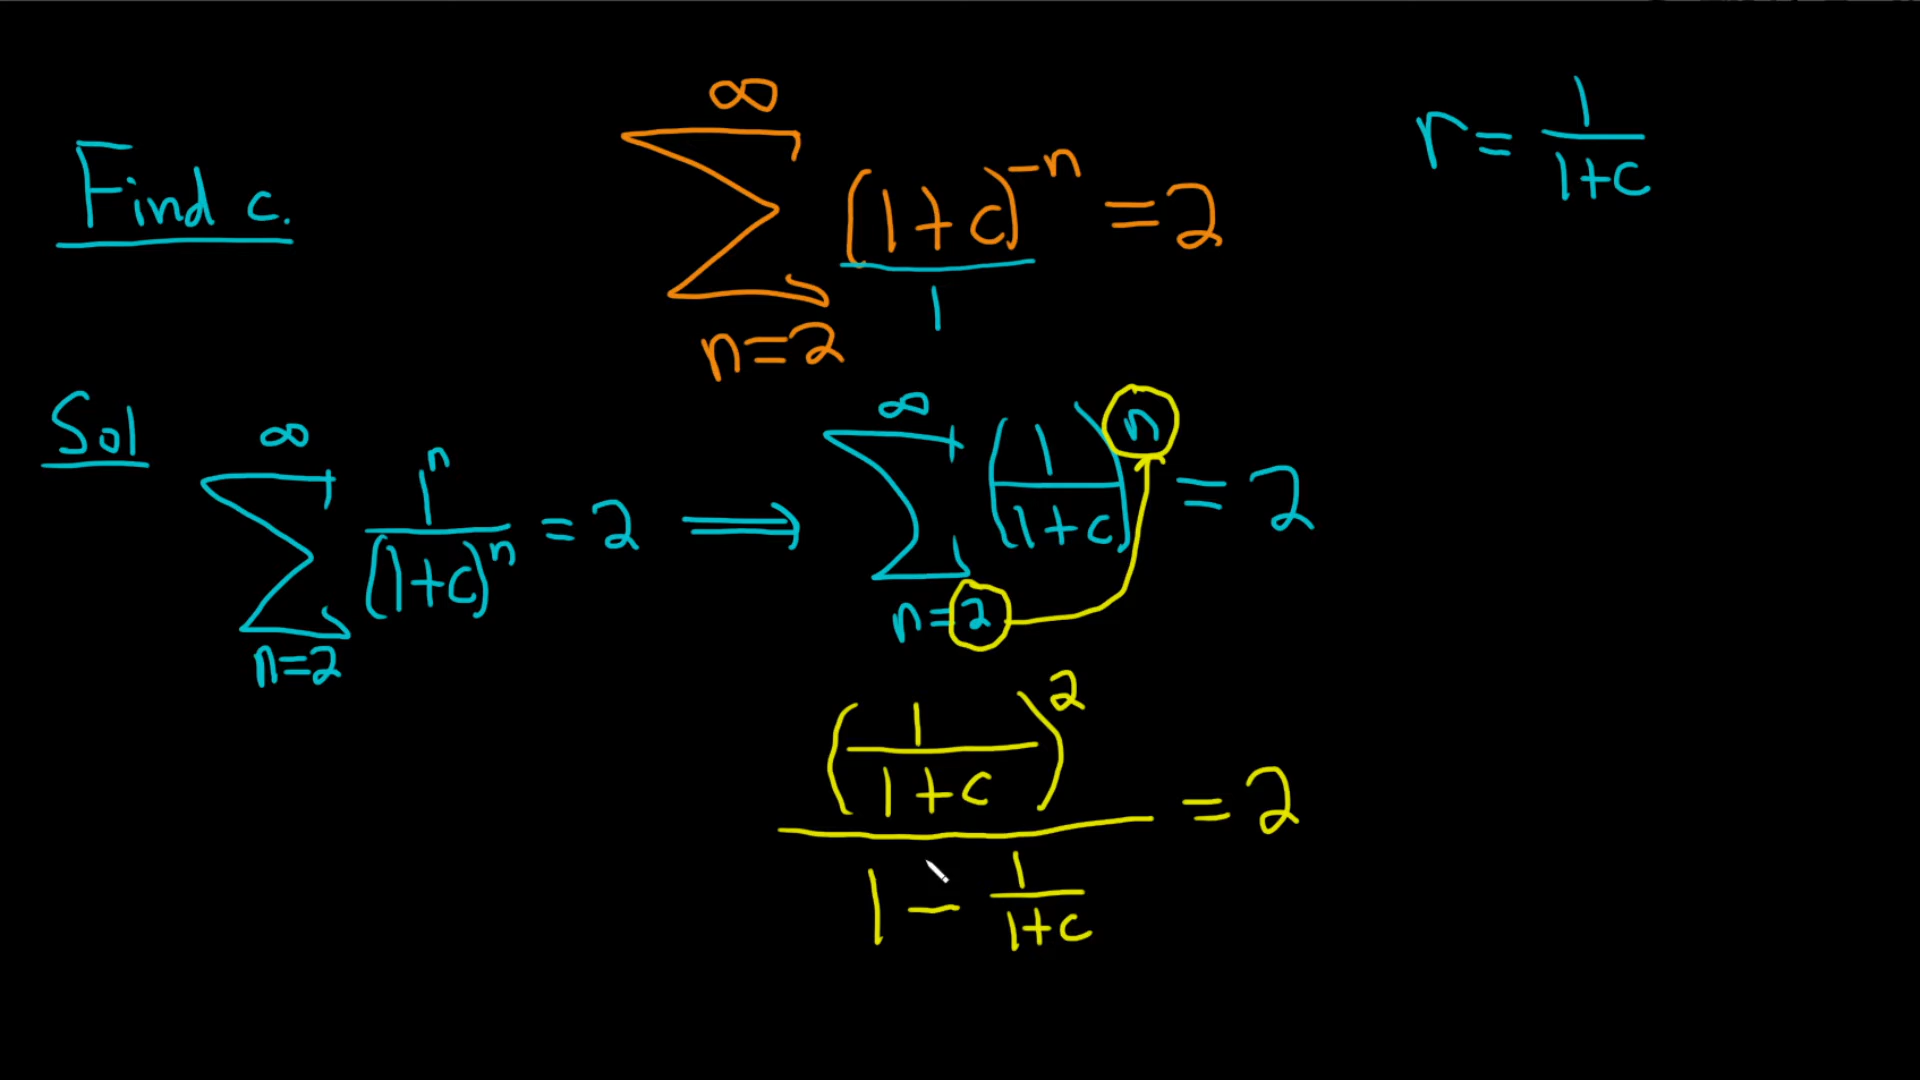 Find c.
∞
∑ (1+c)^-n / 1 = 2
n=2
r = 1/(1+c)
Sol
∞
∑ 1^n/(1+c)^n = 2 ⟹
n=2
∞
∑ (1/(1+c))^n = 2
n=2
(1/(1+c))^2 / (1 - 1/(1+c)) = 2